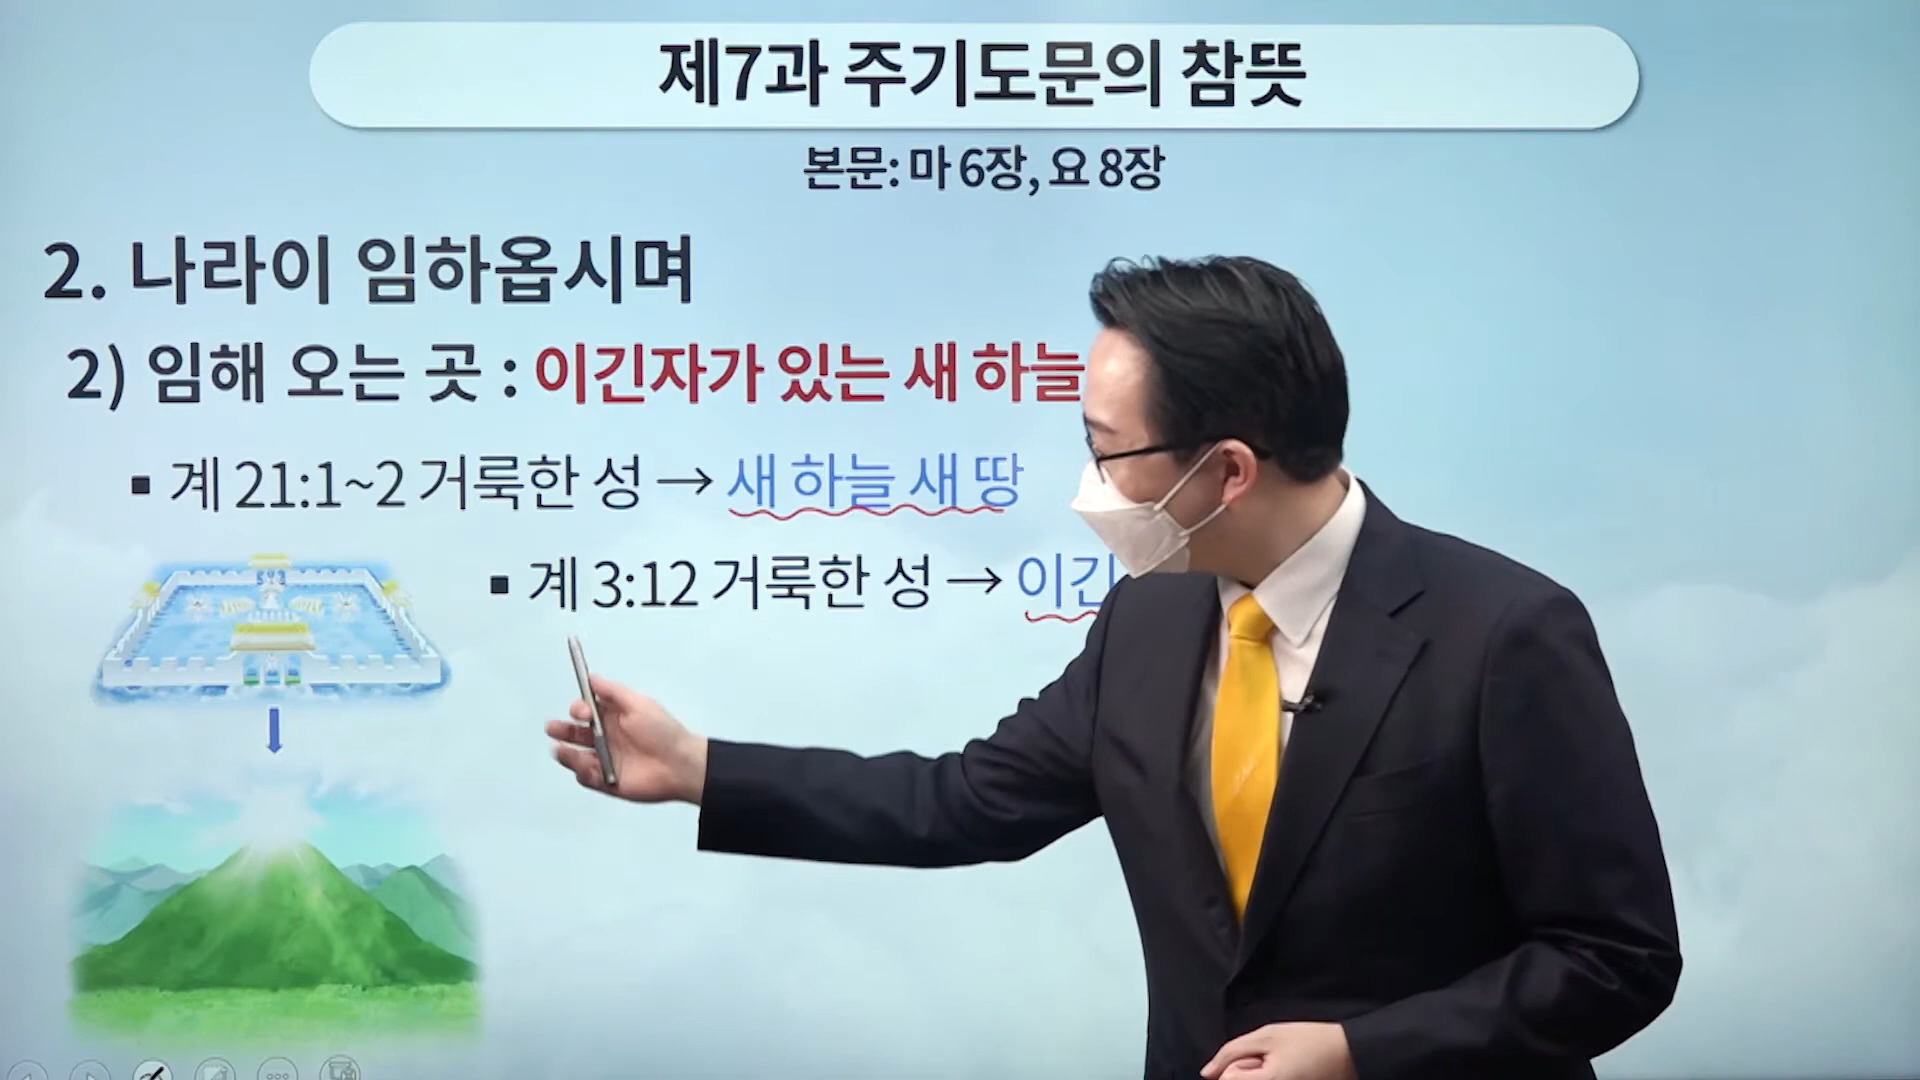 제7과 주기도문의 참뜻
본문: 마 6장, 요 8장
2. 나라이 임하옵시며
2) 임해 오는 곳 : 이긴자가 있는 새 하늘
▪ 계 21:1~2 거룩한 성 → 새 하늘 새 땅
▪ 계 3:12 거룩한 성 → 이긴